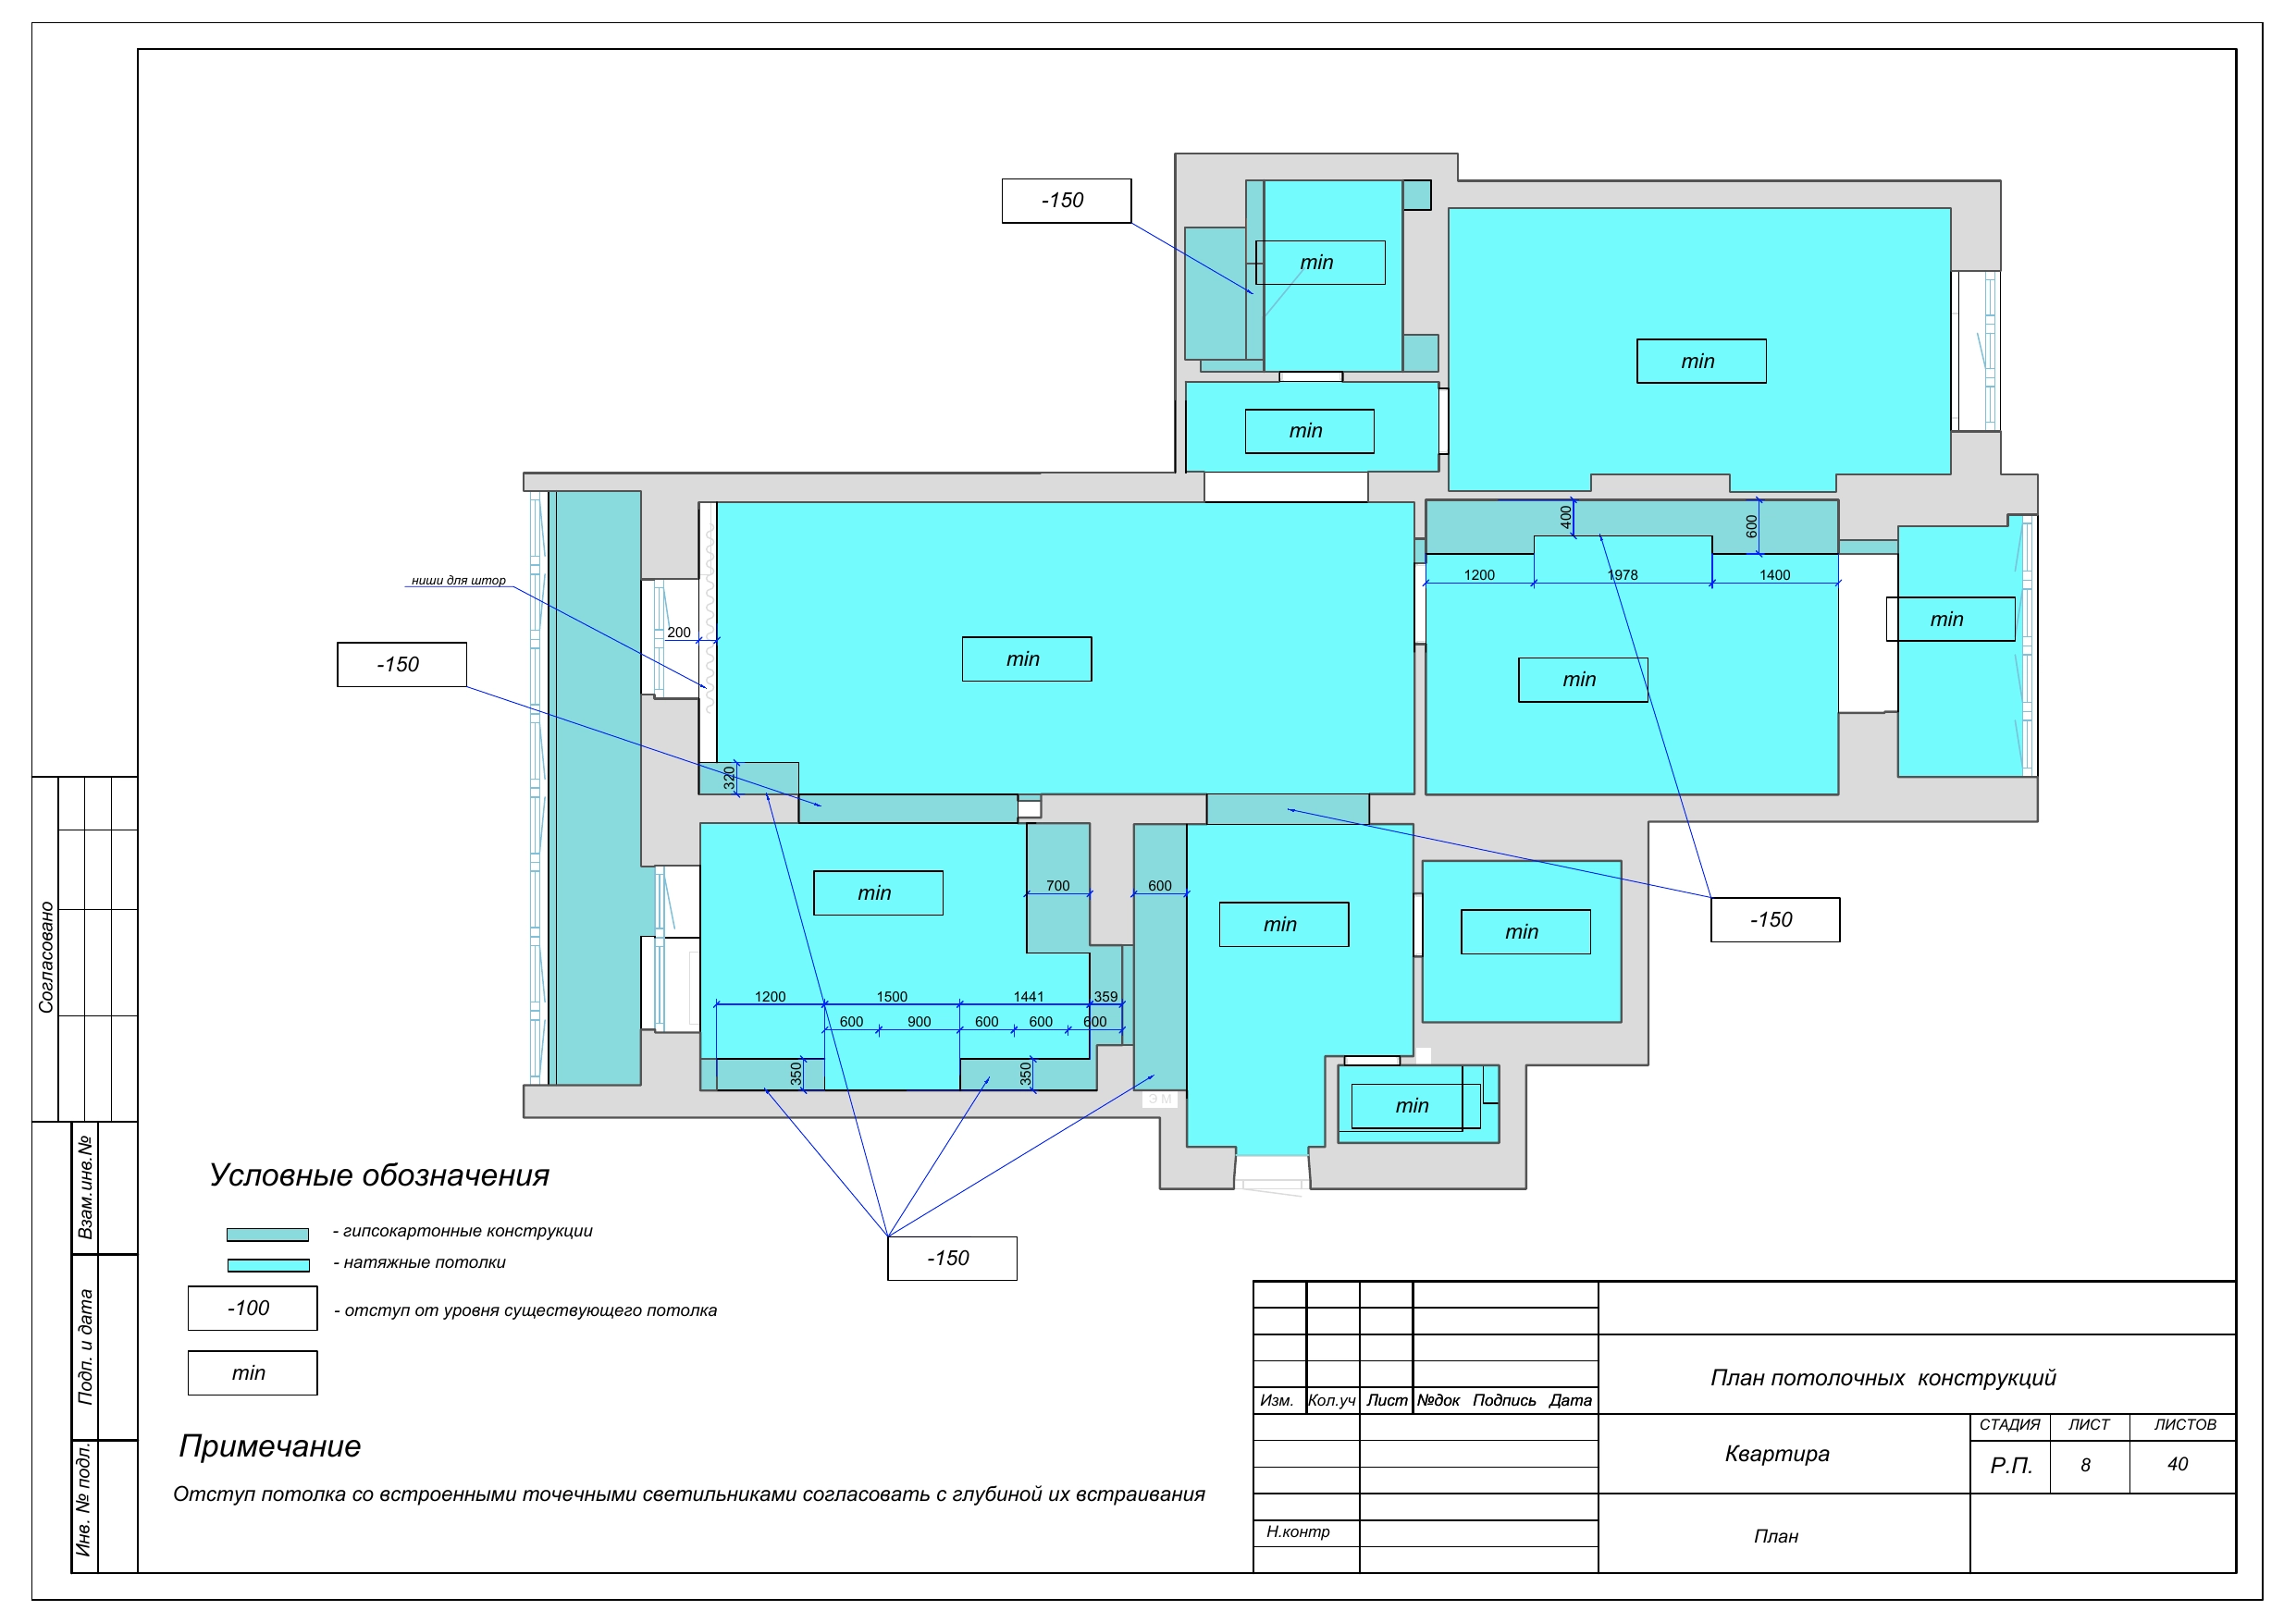 -150
min
min
min
400
600
1200
1978
1400
ниши для штор
200
min
min
min
-150
320
700
600
min
min
min
-150
1200
1500
1441
359
600
900
600
600
600
350
350
ЭМ
min
-150
Согласовано
Взам.инв.№
Подп. и дата
Инв. № подл.
Условные обозначения
- гипсокартонные конструкции
- натяжные потолки
-100
- отступ от уровня существующего потолка
min
Примечание
Отступ потолка со встроенными точечными светильниками согласовать с глубиной их встраивания
План потолочных конструкций
Изм. Кол.уч Лист №док Подпись Дата
Квартира
СТАДИЯ ЛИСТ ЛИСТОВ
Р.П. 8 40
Н.контр
План